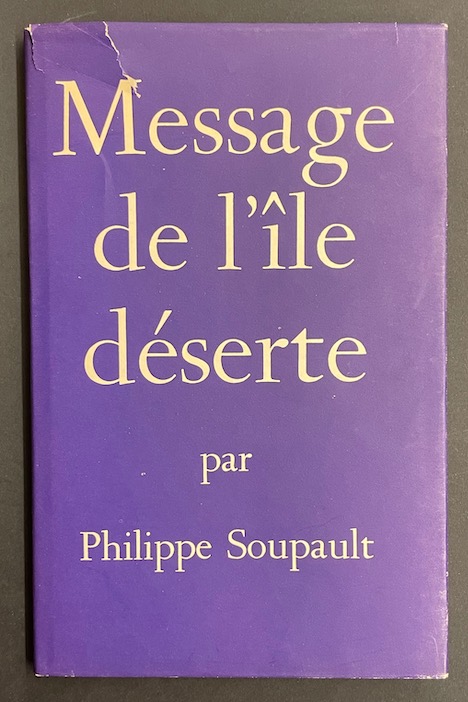 Message
de l'île
déserte
par
Philippe Soupault